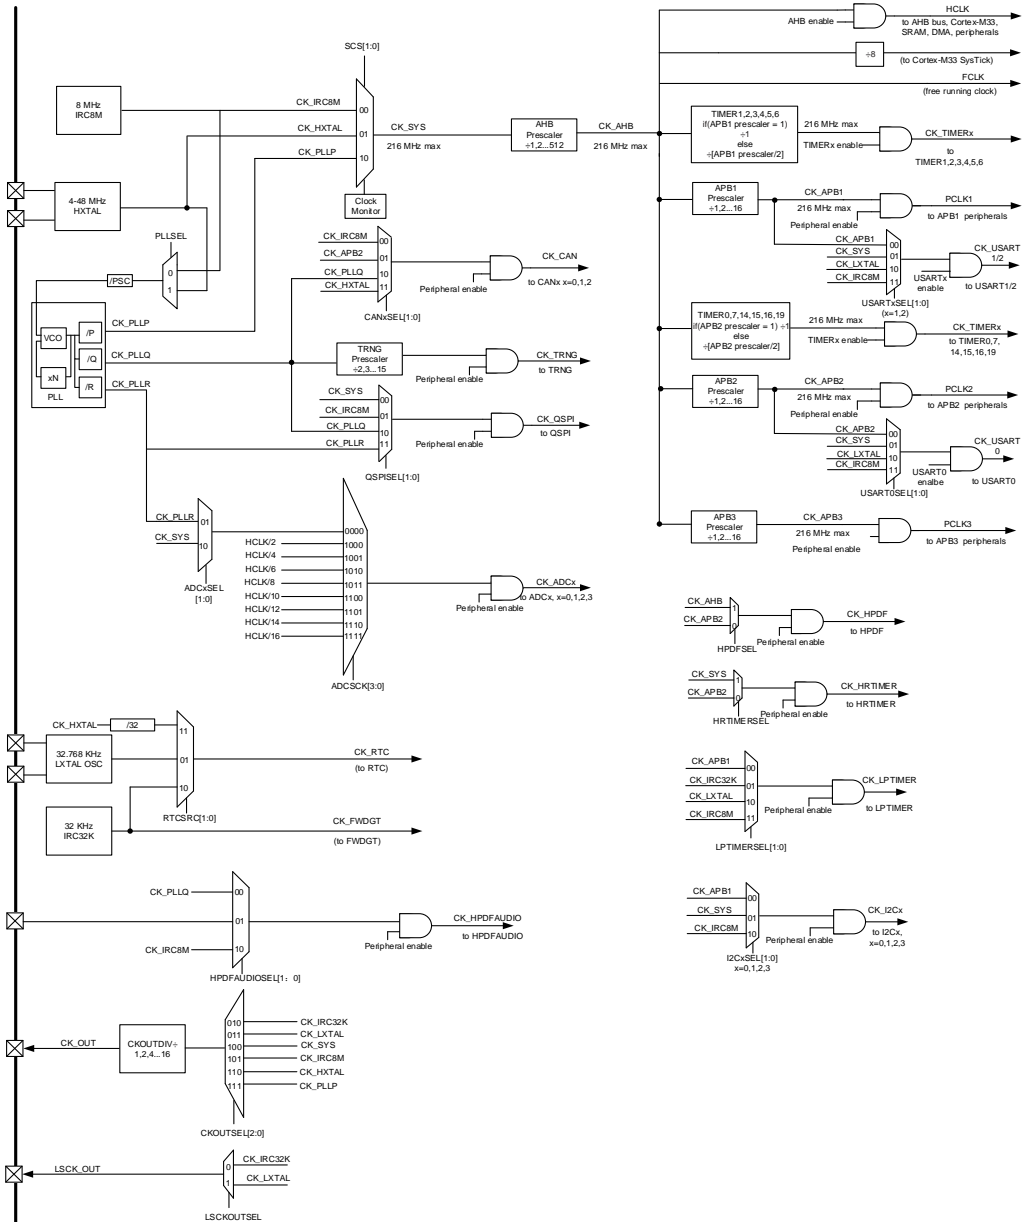 SCS[1:0]
8 MHz
IRC8M
CK_IRC8M
00
CK_HXTAL
01
CK_PLLP
10
CK_SYS
216 MHz max
AHB
Prescaler
÷1,2...512
CK_AHB
216 MHz max
Clock
Monitor
4-48 MHz
HXTAL
PLLSEL
0
1
/PSC
VCO
xN
PLL
/P
/Q
/R
CK_PLLP
CK_PLLQ
CK_PLLR
CK_IRC8M
00
CK_APB2
01
CK_PLLQ
10
CK_HXTAL
11
CANxSEL[1:0]
Peripheral enable
CK_CAN
to CANx x=0,1,2
TRNG
Prescaler
÷2,3...15
Peripheral enable
CK_TRNG
to TRNG
CK_SYS
00
CK_IRC8M
01
CK_PLLQ
10
CK_PLLR
11
QSPISEL[1:0]
Peripheral enable
CK_QSPI
to QSPI
CK_PLLR
01
CK_SYS
10
ADCxSEL
[1:0]
0000
HCLK/2
1000
HCLK/4
1001
HCLK/6
1010
HCLK/8
1011
HCLK/10
1100
HCLK/12
1101
HCLK/14
1110
HCLK/16
1111
ADCSCK[3:0]
Peripheral enable
CK_ADCx
to ADCx, x=0,1,2,3
CK_HXTAL
/32
11
32.768 KHz
LXTAL OSC
01
10
RTCSRC[1:0]
CK_RTC
(to RTC)
32 KHz
IRC32K
CK_FWDGT
(to FWDGT)
CK_PLLQ
00
01
CK_IRC8M
10
HPDFAUDIOSEL[1: 0]
Peripheral enable
CK_HPDFAUDIO
to HPDFAUDIO
CK_OUT
CKOUTDIV÷
1,2,4...16
010
CK_IRC32K
011
CK_LXTAL
100
CK_SYS
101
CK_IRC8M
110
CK_HXTAL
111
CK_PLLP
CKOUTSEL[2:0]
LSCK_OUT
0
CK_IRC32K
1
CK_LXTAL
LSCKOUTSEL
AHB enable
HCLK
to AHB bus, Cortex-M33,
SRAM, DMA, peripherals
÷8
(to Cortex-M33 SysTick)
FCLK
(free running clock)
TIMER1,2,3,4,5,6
if(APB1 prescaler = 1)
÷1
else
÷[APB1 prescaler/2]
216 MHz max
TIMERx enable
CK_TIMERx
to
TIMER1,2,3,4,5,6
APB1
Prescaler
÷1,2...16
CK_APB1
216 MHz max
Peripheral enable
PCLK1
to APB1 peripherals
CK_APB1
00
CK_SYS
01
CK_LXTAL
10
CK_IRC8M
11
USARTxSEL[1:0]
(x=1,2)
USARTx
enable
CK_USART
1/2
to USART1/2
TIMER0,7,14,15,16,19
if(APB2 prescaler = 1) ÷1
else
÷[APB2 prescaler/2]
216 MHz max
TIMERx enable
CK_TIMERx
to TIMER0,7,
14,15,16,19
APB2
Prescaler
÷1,2...16
CK_APB2
216 MHz max
Peripheral enable
PCLK2
to APB2 peripherals
CK_APB2
00
CK_SYS
01
CK_LXTAL
10
CK_IRC8M
11
USART0SEL[1:0]
USART0
enalbe
CK_USART
0
to USART0
APB3
Prescaler
÷1,2...16
CK_APB3
216 MHz max
Peripheral enable
PCLK3
to APB3 peripherals
CK_AHB
1
CK_APB2
0
HPDFSEL
Peripheral enable
CK_HPDF
to HPDF
CK_SYS
1
CK_APB2
0
HRTIMERSEL
Peripheral enable
CK_HRTIMER
to HRTIMER
CK_APB1
00
CK_IRC32K
01
CK_LXTAL
10
CK_IRC8M
11
LPTIMERSEL[1:0]
Peripheral enable
CK_LPTIMER
to LPTIMER
CK_APB1
00
CK_SYS
01
CK_IRC8M
10
I2CxSEL[1:0]
x=0,1,2,3
Peripheral enable
CK_I2Cx
to I2Cx,
x=0,1,2,3